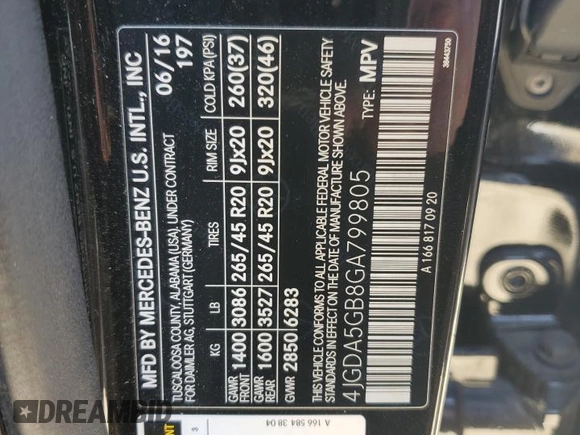 MFD BY MERCEDES-BENZ U.S. INTL., INC
06/16
197
TUSCALOOSA COUNTY, ALABAMA (USA), UNDER CONTRACT
FOR DAIMLER AG, STUTTGART (GERMANY)
KG LB TIRES RIM SIZE COLD KPA (PSI)
GAWR FRONT 1400 3086 265/45 R20 9Jx20 260(37)
GAWR REAR 1600 3527 265/45 R20 9Jx20 320(46)
GMWR 2850 6283
THIS VEHICLE CONFORMS TO ALL APPLICABLE FEDERAL MOTOR VEHICLE SAFETY
STANDARDS IN EFFECT ON THE DATE OF MANUFACTURE SHOWN ABOVE.
4JGDA5GB8GA799805 TYPE: MPV
A 166 817 09 20
38443750
A 166 584 38 04